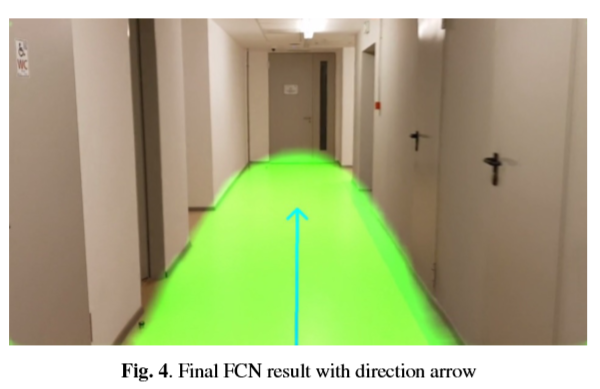 WC
Fig. 4. Final FCN result with direction arrow